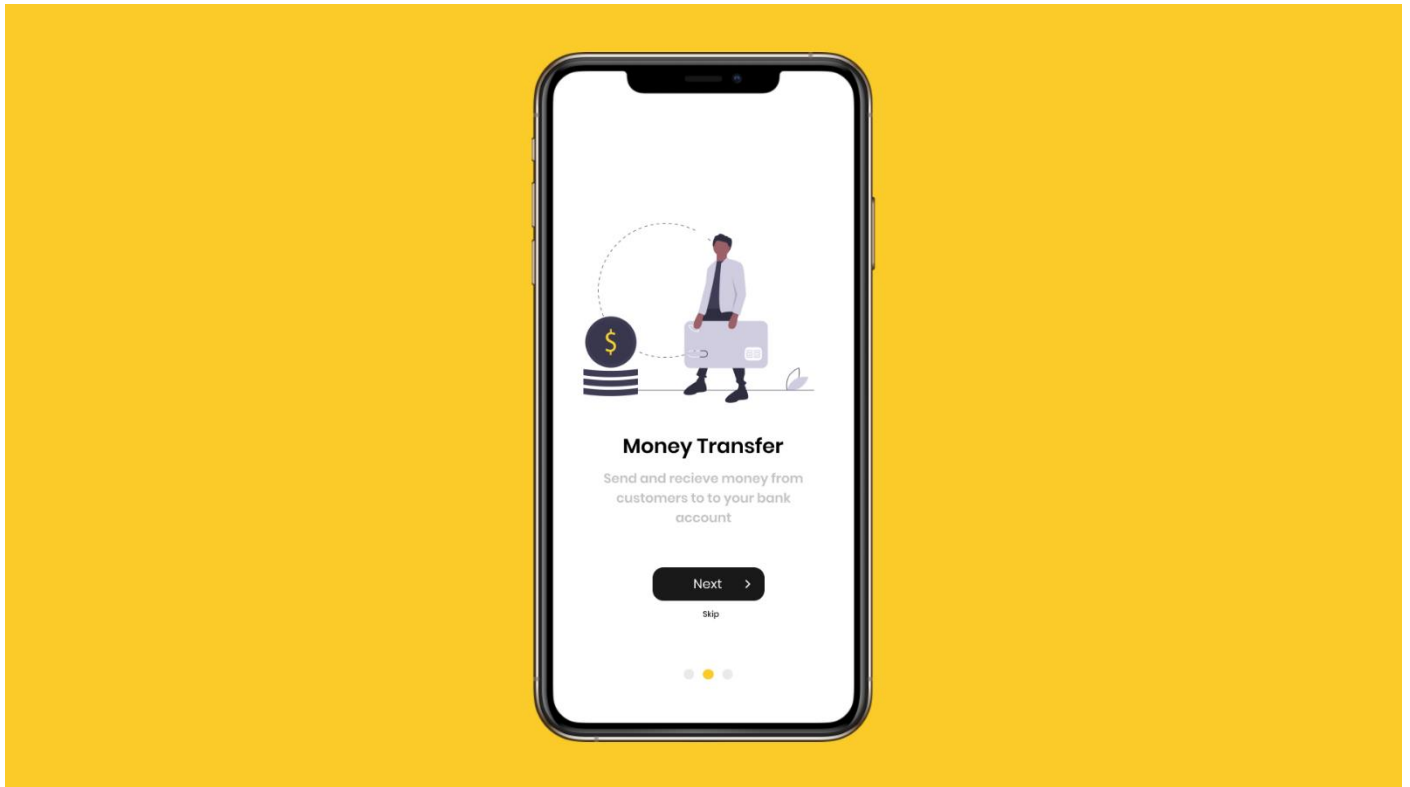 $
Money Transfer
Send and recieve money from
customers to to your bank
account
Next
Skip